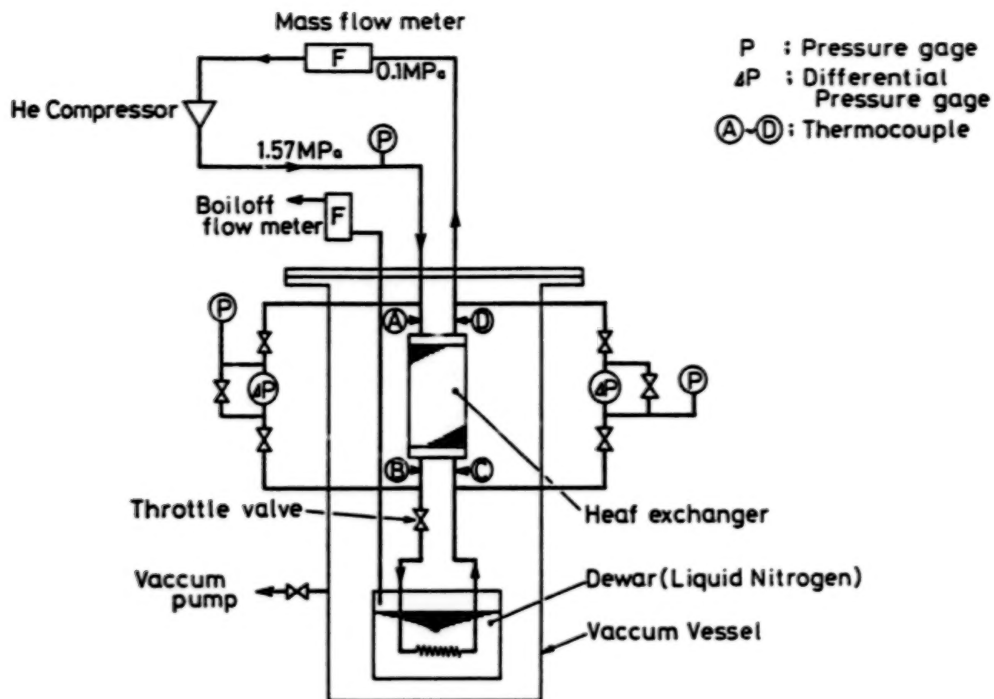 Mass flow meter
F
0.1MPa
He Compressor
1.57MPa
P
P ; Pressure gage
ΔP ; Differential
Pressure gage
Ⓐ~Ⓓ; Thermocouple
Boiloff
flow meter
F
P
A
D
ΔP
ΔP
P
B
C
Throttle valve
Heaf exchanger
Vaccum
pump
Dewar(Liquid Nitrogen)
Vaccum Vessel